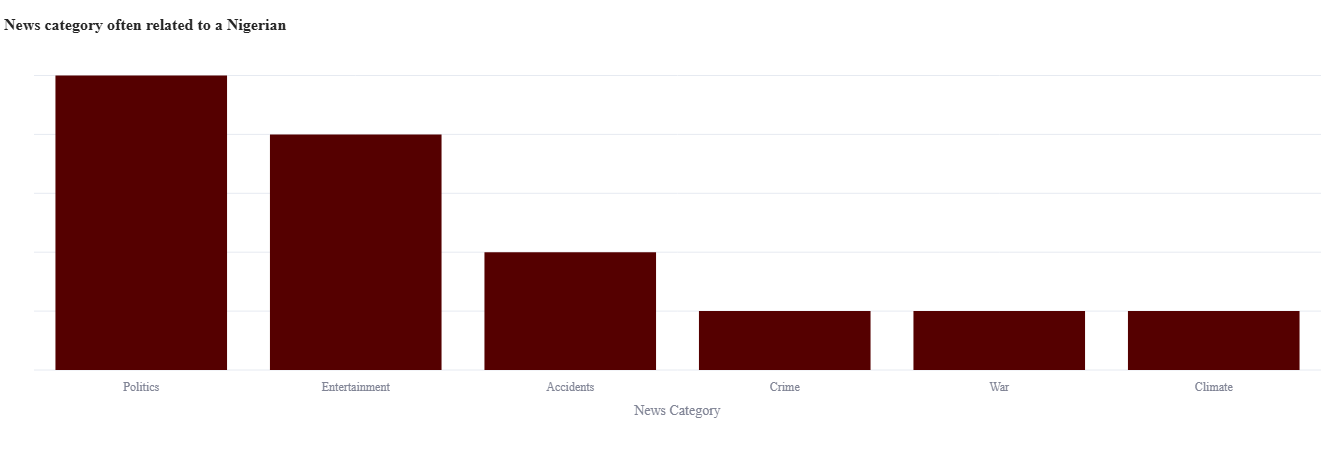 News category often related to a Nigerian
Politics Entertainment Accidents Crime War Climate
News Category